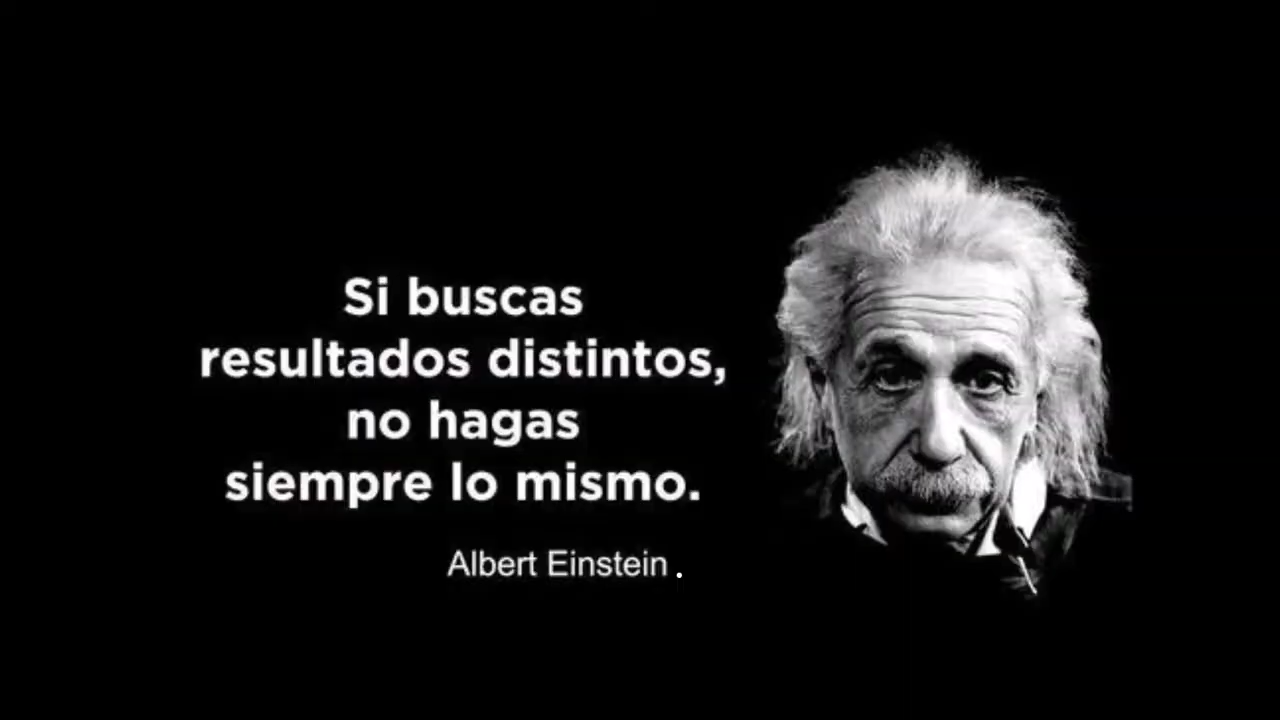 Si buscas
resultados distintos,
no hagas
siempre lo mismo.
Albert Einstein .